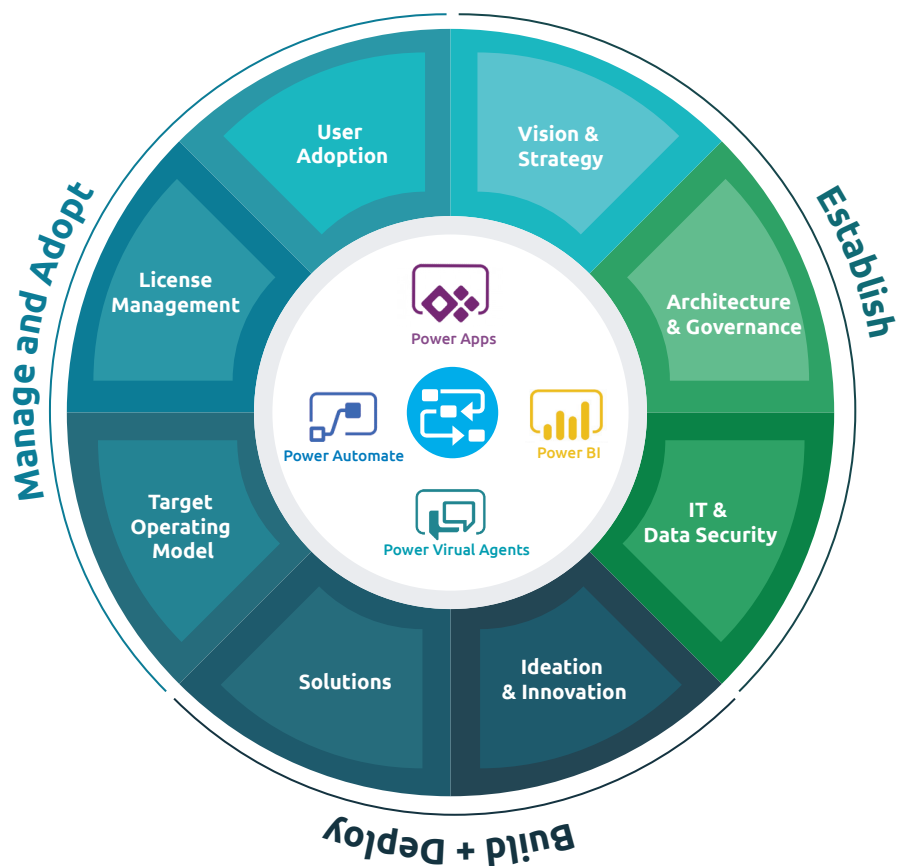 User
Adoption
Vision &
Strategy
Establish
Architecture
& Governance
IT &
Data Security
Ideation
& Innovation
Build + Deploy
Solutions
Target
Operating
Model
Manage and Adopt
License
Management
Power Apps
Power Automate
Power BI
Power Virual Agents